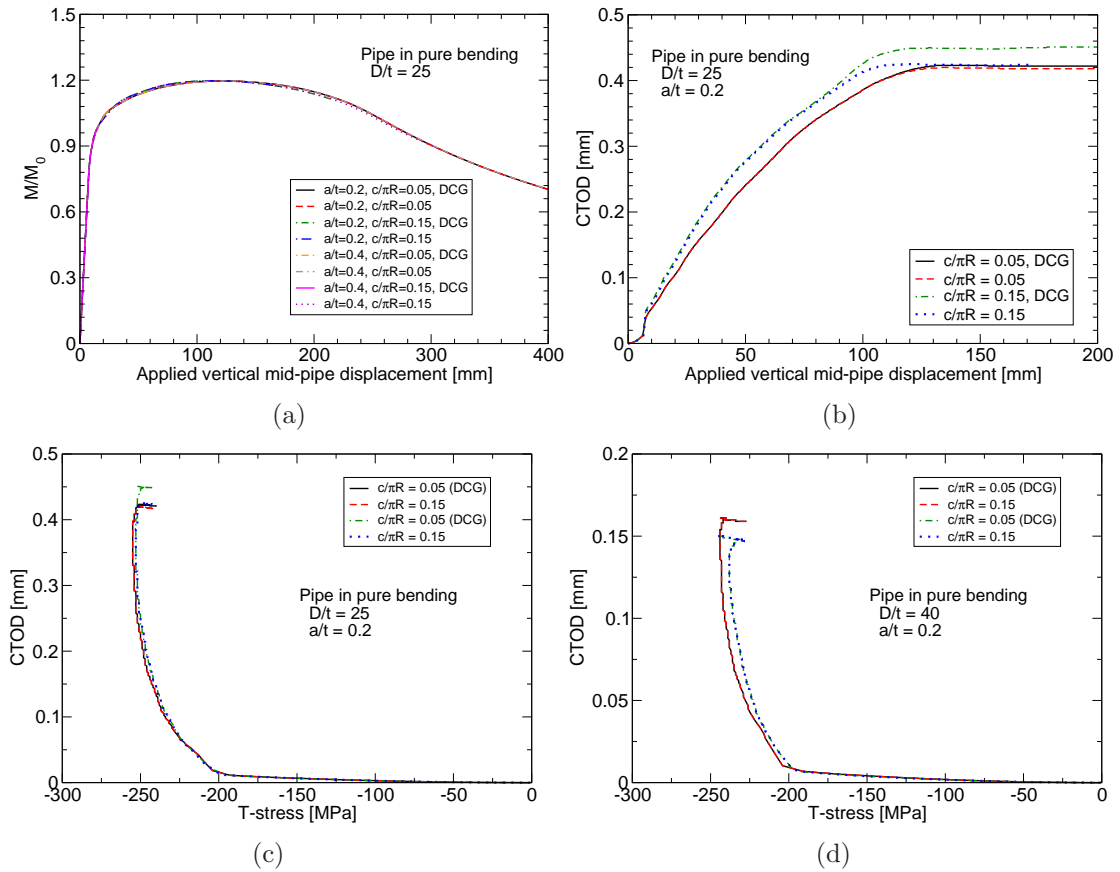 1.5
1.2
0.9
0.6
0.3
0
M/M0
0 100 200 300 400
Applied vertical mid-pipe displacement [mm]
Pipe in pure bending
D/t = 25
a/t=0.2, c/πR=0.05, DCG
a/t=0.2, c/πR=0.05
a/t=0.2, c/πR=0.15, DCG
a/t=0.2, c/πR=0.15
a/t=0.4, c/πR=0.05, DCG
a/t=0.4, c/πR=0.05
a/t=0.4, c/πR=0.15, DCG
a/t=0.4, c/πR=0.15
(a)
0.6
0.4
0.2
0
CTOD [mm]
0 50 100 150 200
Applied vertical mid-pipe displacement [mm]
Pipe in pure bending
D/t = 25
a/t = 0.2
c/πR = 0.05, DCG
c/πR = 0.05
c/πR = 0.15, DCG
c/πR = 0.15
(b)
0.5
0.4
0.3
0.2
0.1
0
CTOD [mm]
-300 -250 -200 -150 -100 -50 0
T-stress [MPa]
c/πR = 0.05 (DCG)
c/πR = 0.15
c/πR = 0.05 (DCG)
c/πR = 0.15
Pipe in pure bending
D/t = 25
a/t = 0.2
(c)
0.2
0.15
0.1
0.05
0
CTOD [mm]
-300 -250 -200 -150 -100 -50 0
T-stress [MPa]
c/πR = 0.05 (DCG)
c/πR = 0.15
c/πR = 0.05 (DCG)
c/πR = 0.15
Pipe in pure bending
D/t = 40
a/t = 0.2
(d)